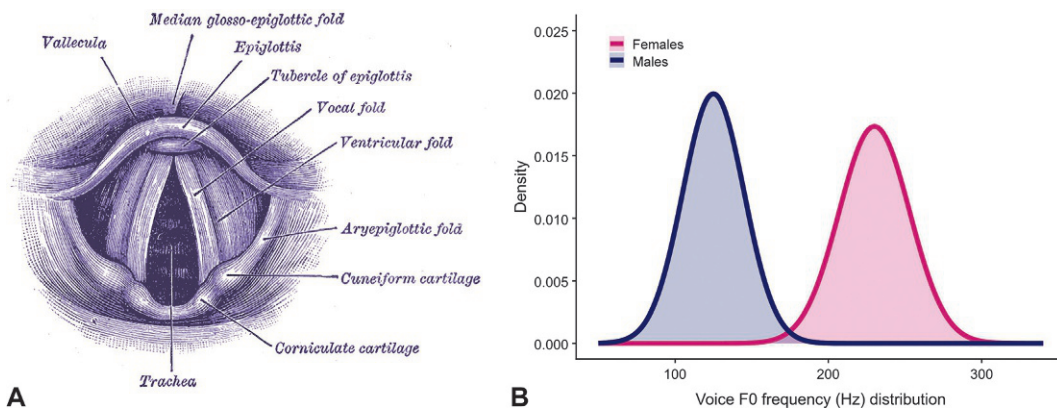 Median glosso-epiglottic fold
Vallecula
Epiglottis
Tubercle of epiglottis
Vocal fold
Ventricular fold
Aryepiglottic fold
Cuneiform cartilage
Corniculate cartilage
Trachea
A
0.025
Females
Males
0.020
0.015
Density
0.010
0.005
0.000
100 200 300
Voice F0 frequency (Hz) distribution
B